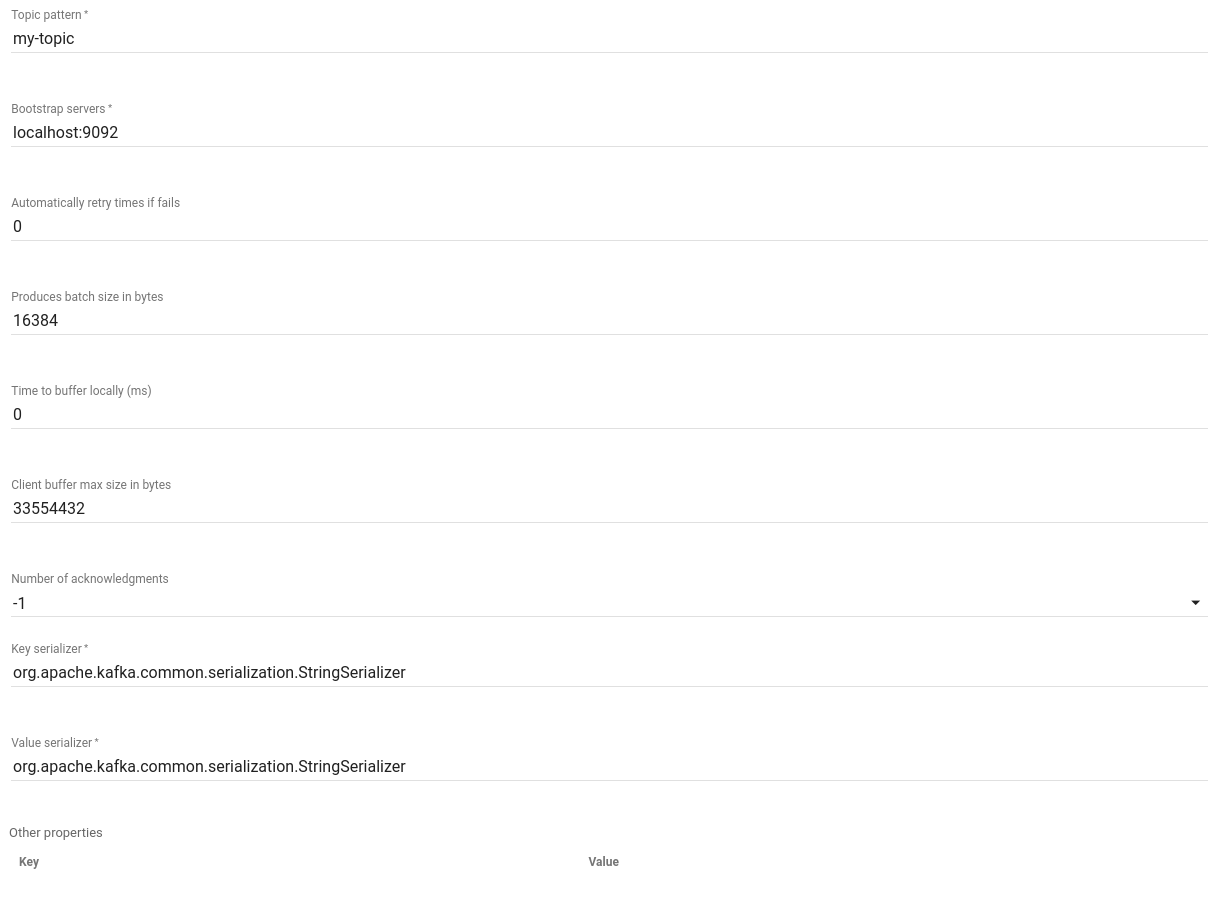 Topic pattern *
my-topic
Bootstrap servers *
localhost:9092
Automatically retry times if fails
0
Produces batch size in bytes
16384
Time to buffer locally (ms)
0
Client buffer max size in bytes
33554432
Number of acknowledgments
-1
Key serializer *
org.apache.kafka.common.serialization.StringSerializer
Value serializer *
org.apache.kafka.common.serialization.StringSerializer
Other properties
Key Value